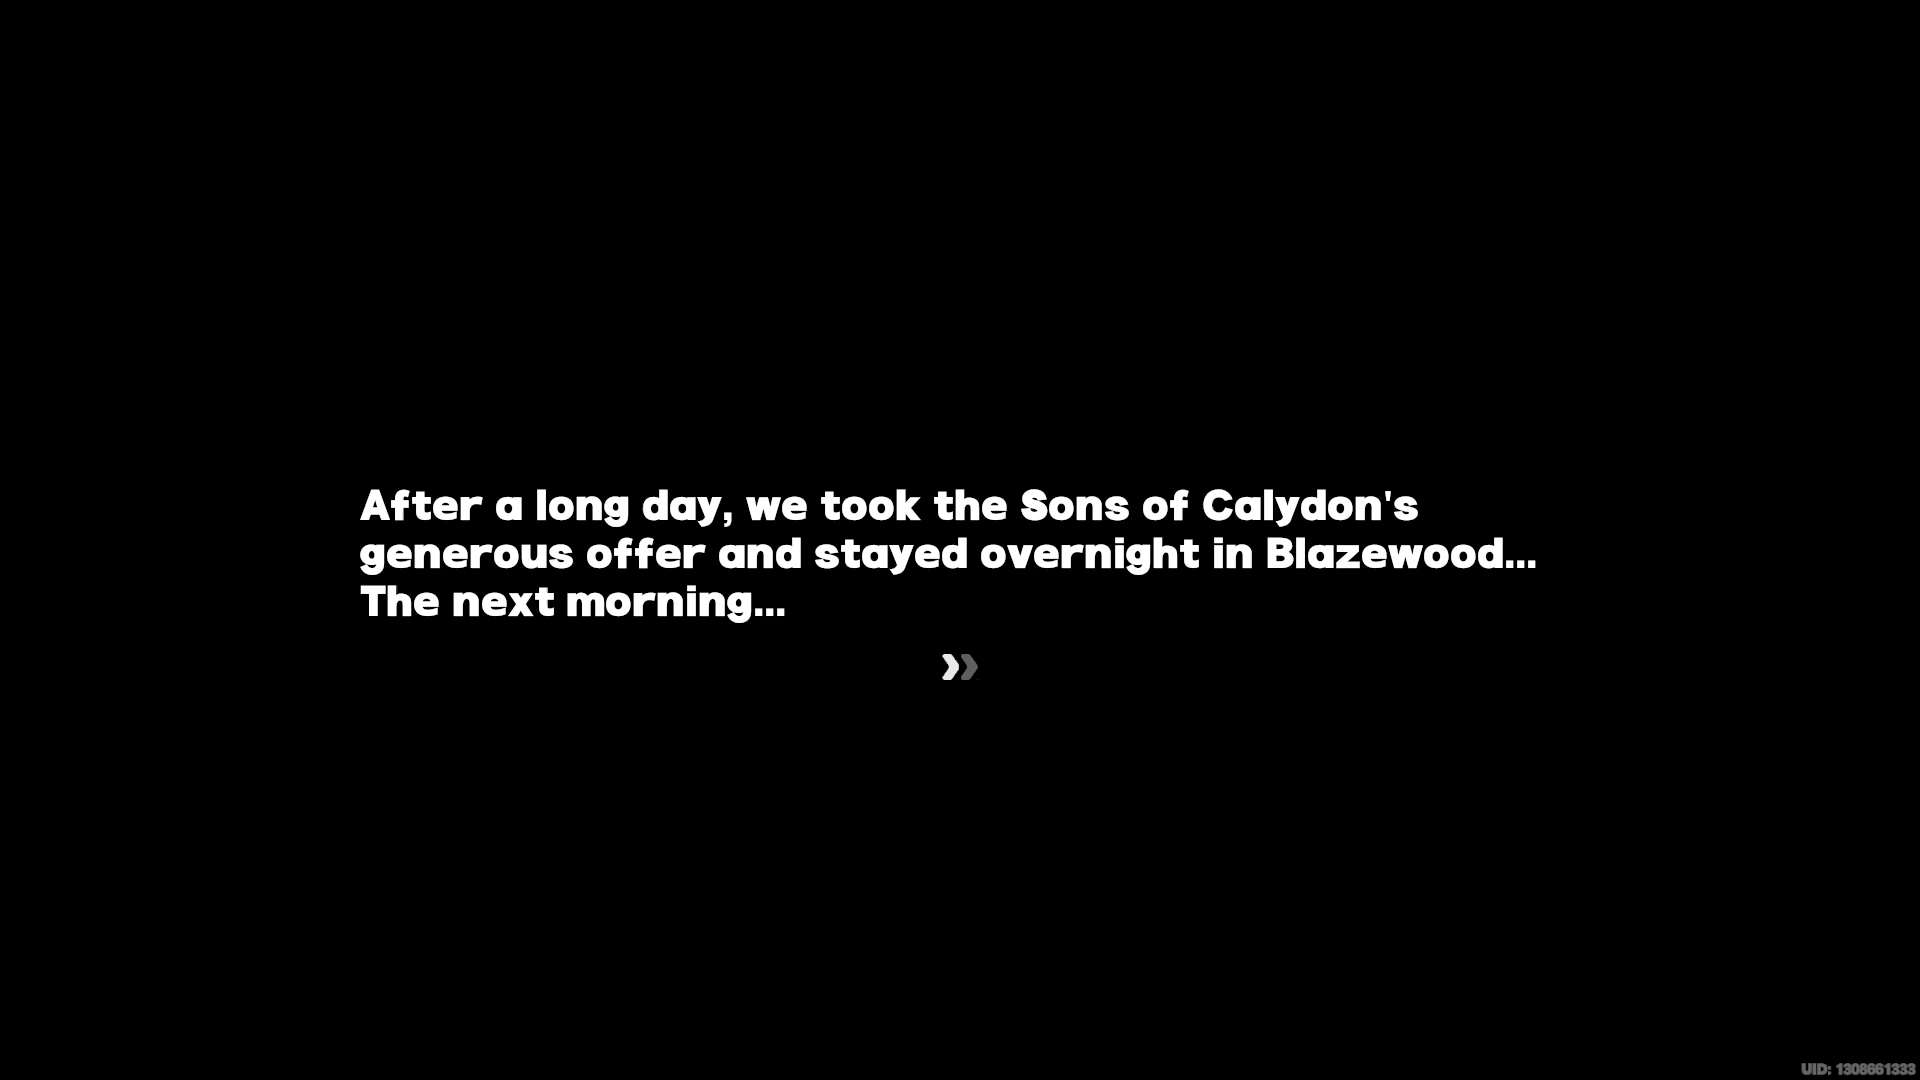 After a long day, we took the Sons of Calydon's
generous offer and stayed overnight in Blazewood...
The next morning...
UID: 1308661333